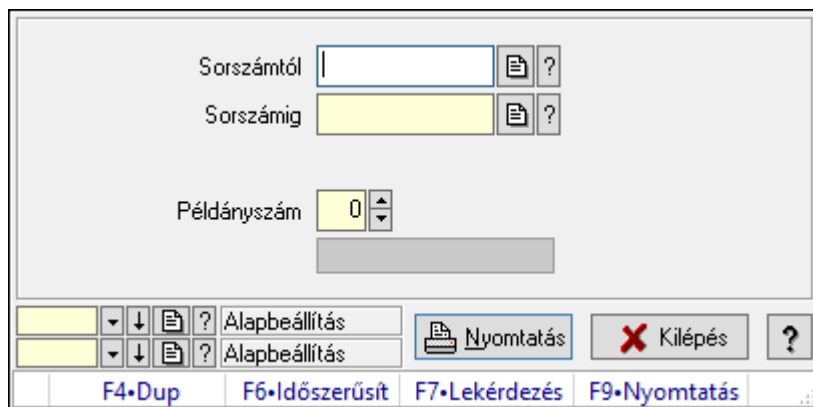 Sorszámtól ?
Sorszámig ?
Példányszám 0
? Alapbeállítás
? Alapbeállítás
Nyomtatás Kilépés ?
F4•Dup F6•Időszerűsít F7•Lekérdezés F9•Nyomtatás